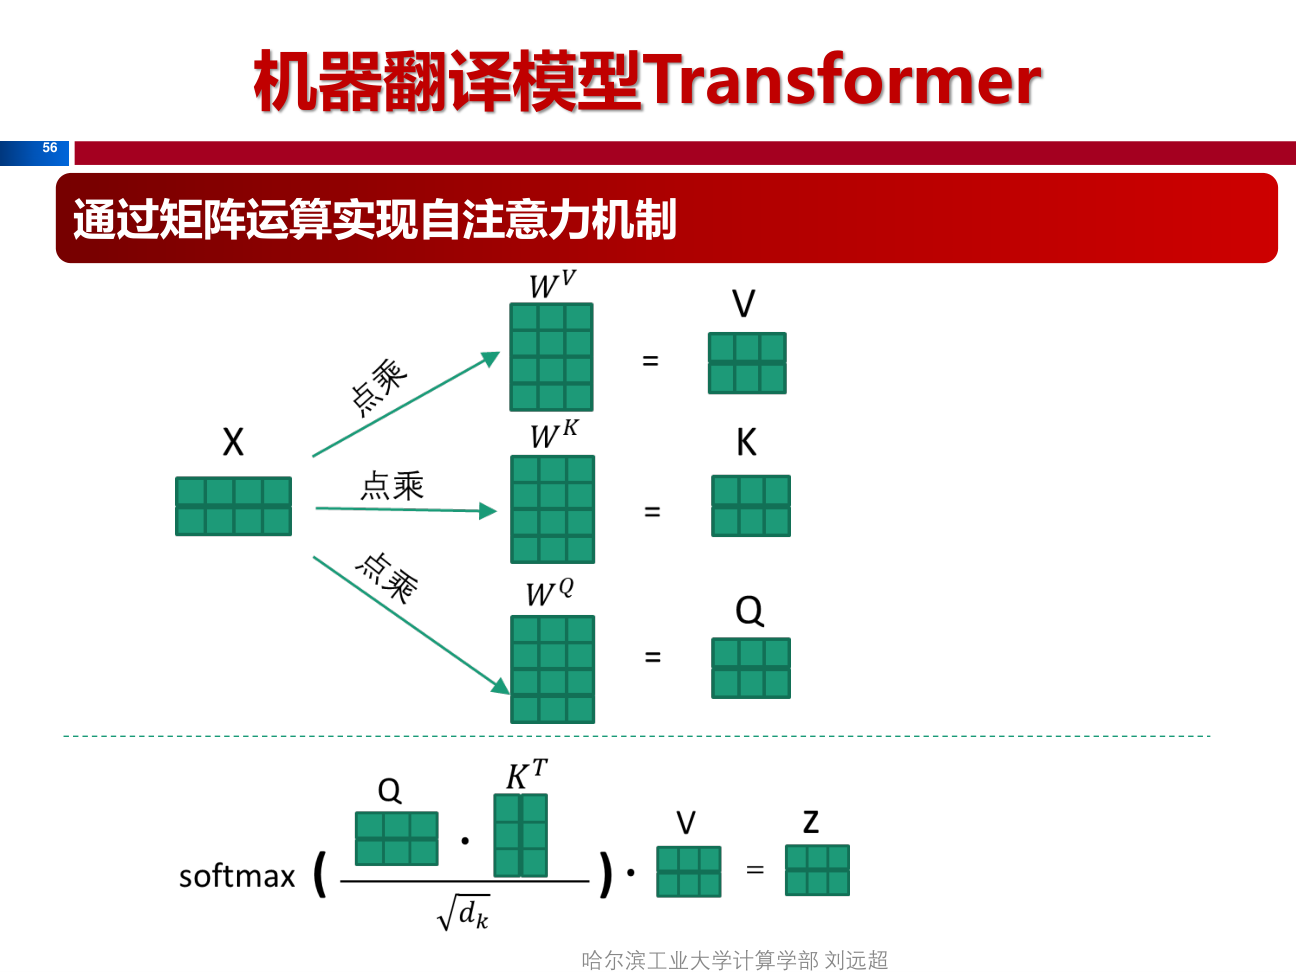 机器翻译模型Transformer
56
通过矩阵运算实现自注意力机制
W^V
V
点乘
=
X
W^K
K
点乘
=
点乘
W^Q
Q
=
Q
K^T
V
Z
softmax ( · ) · =
√d_k
哈尔滨工业大学计算学部 刘远超